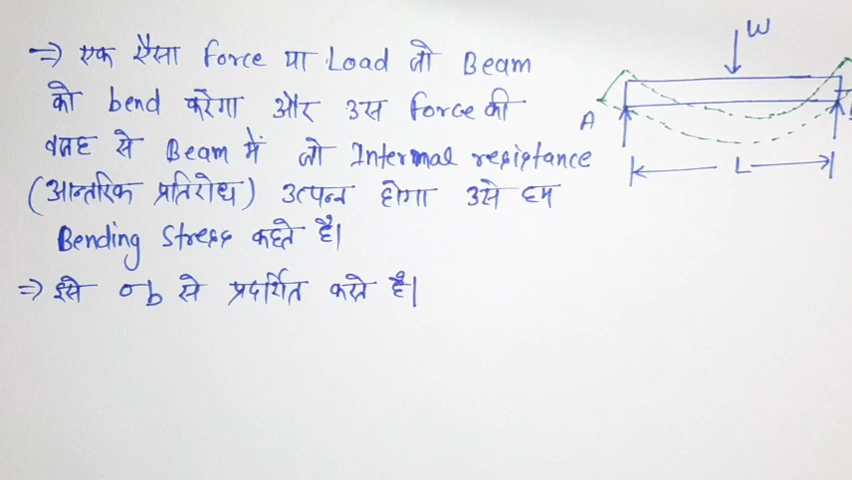 ⇒ एक ऐसा force या Load जो Beam
को bend करेगा और उस force की
वजह से Beam में जो Internal resistance
(आन्तरिक प्रतिरोध) उत्पन्न होगा उसे हम
Bending Stress कहते है।
⇒ इसे σb से प्रदर्शित करते है।
W
A
L